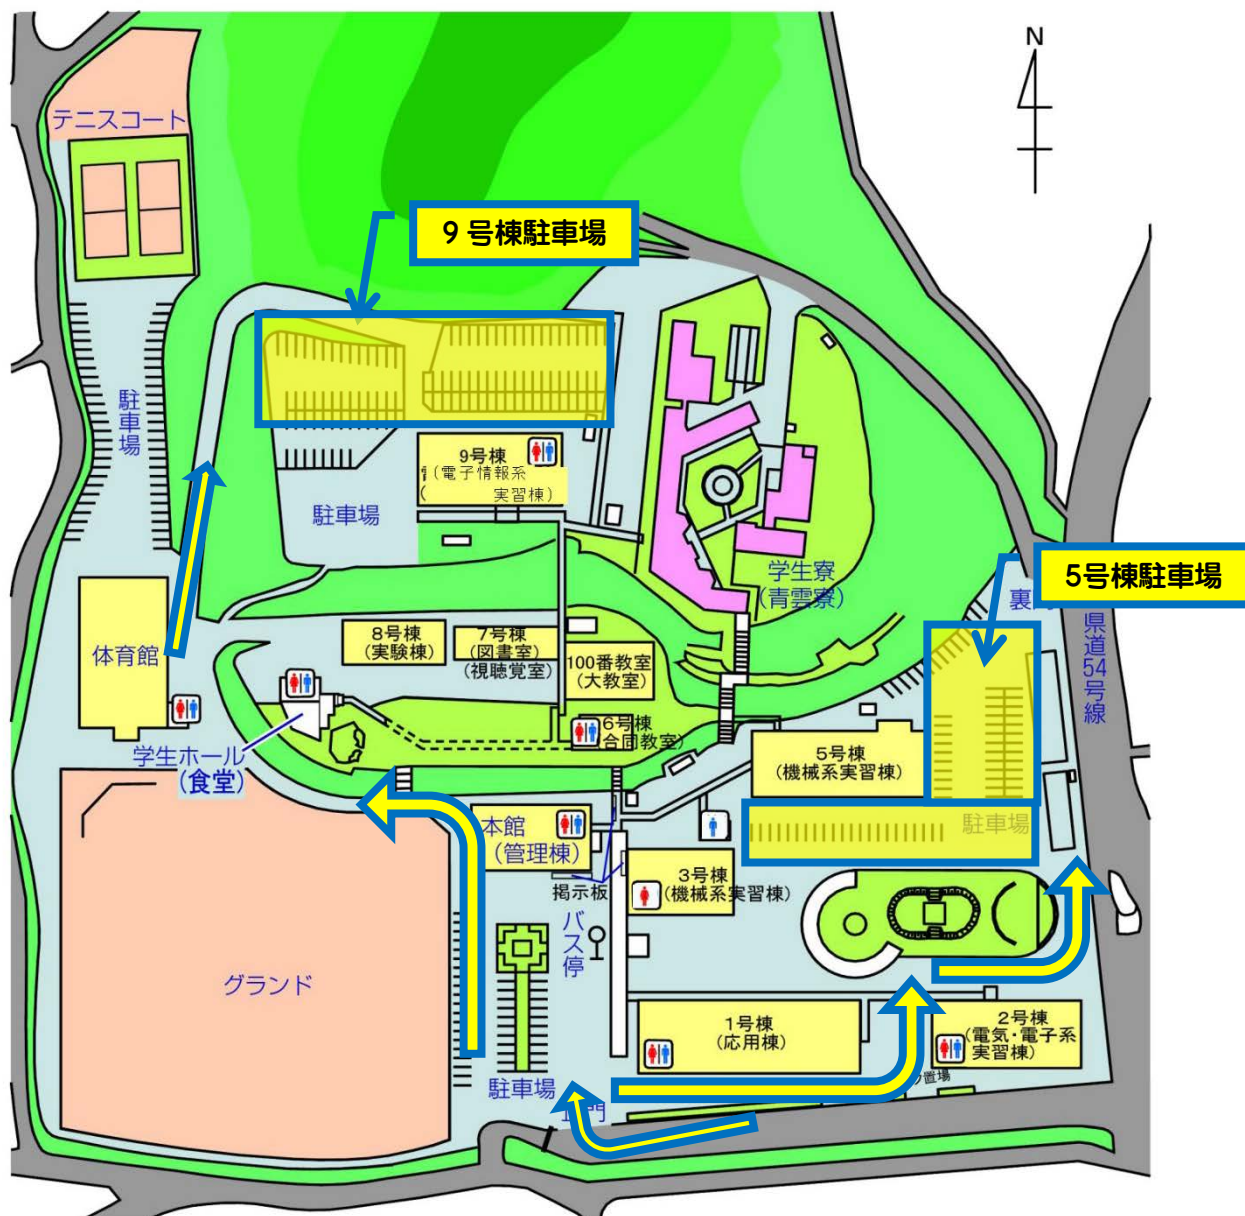 N
テニスコート
9号棟駐車場
駐車場
9号棟
(電子情報系
実習棟)
駐車場
学生寮
(青雲寮)
5号棟駐車場
裏
県道54号線
体育館
8号棟
(実験棟)
7号棟
(図書室)
(視聴覚室)
100番教室
(大教室)
6号棟
(合同教室)
学生ホール
(食堂)
5号棟
(機械系実習棟)
駐車場
本館
(管理棟)
掲示板
3号棟
(機械系実習棟)
バス停
グランド
1号棟
(応用棟)
2号棟
(電気・電子系
実習棟)
置場
駐車場
門